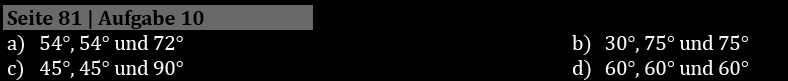 Seite 81 | Aufgabe 10
a) 54°, 54° und 72° b) 30°, 75° und 75°
c) 45°, 45° und 90° d) 60°, 60° und 60°